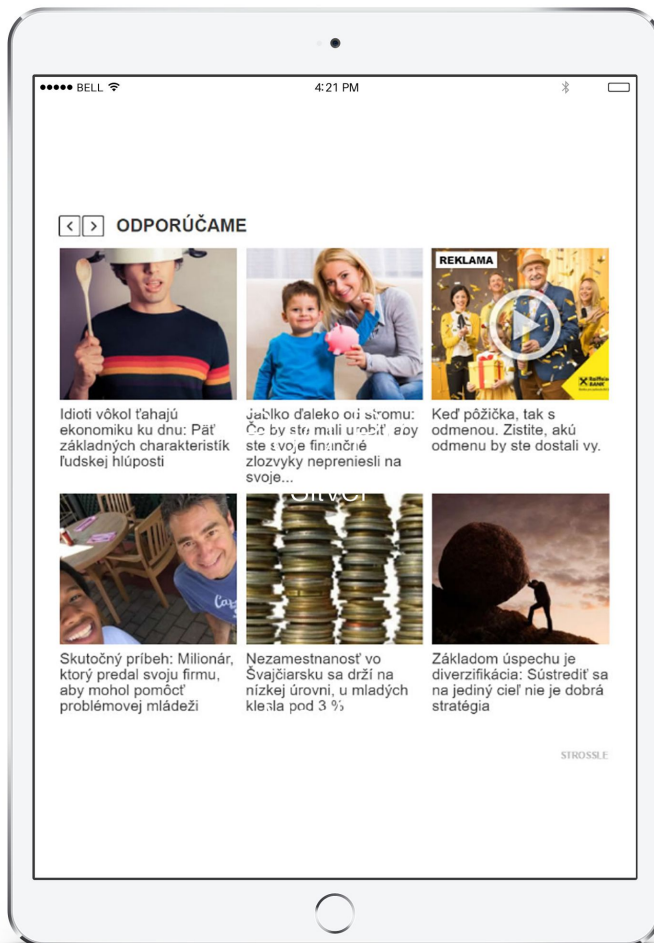 BELL
4:21 PM
ODPORÚČAME
REKLAMA
Raiffeisen
BANK
Idioti vôkol ťahajú
ekonomiku ku dnu: Päť
základných charakteristík
ľudskej hlúposti
Jablko ďaleko od stromu:
Čo by ste mali urobiť, aby
ste svoje finančné
zlozvyky nepreniesli na
svoje...
Keď pôžička, tak s
odmenou. Zistite, akú
odmenu by ste dostali vy.
Skutočný príbeh: Milionár,
ktorý predal svoju firmu,
aby mohol pomôcť
problémovej mládeži
Nezamestnanosť vo
Švajčiarsku sa drží na
nízkej úrovni, u mladých
klesla pod 3 %
Základom úspechu je
diverzifikácia: Sústrediť sa
na jediný cieľ nie je dobrá
stratégia
STROSSLE